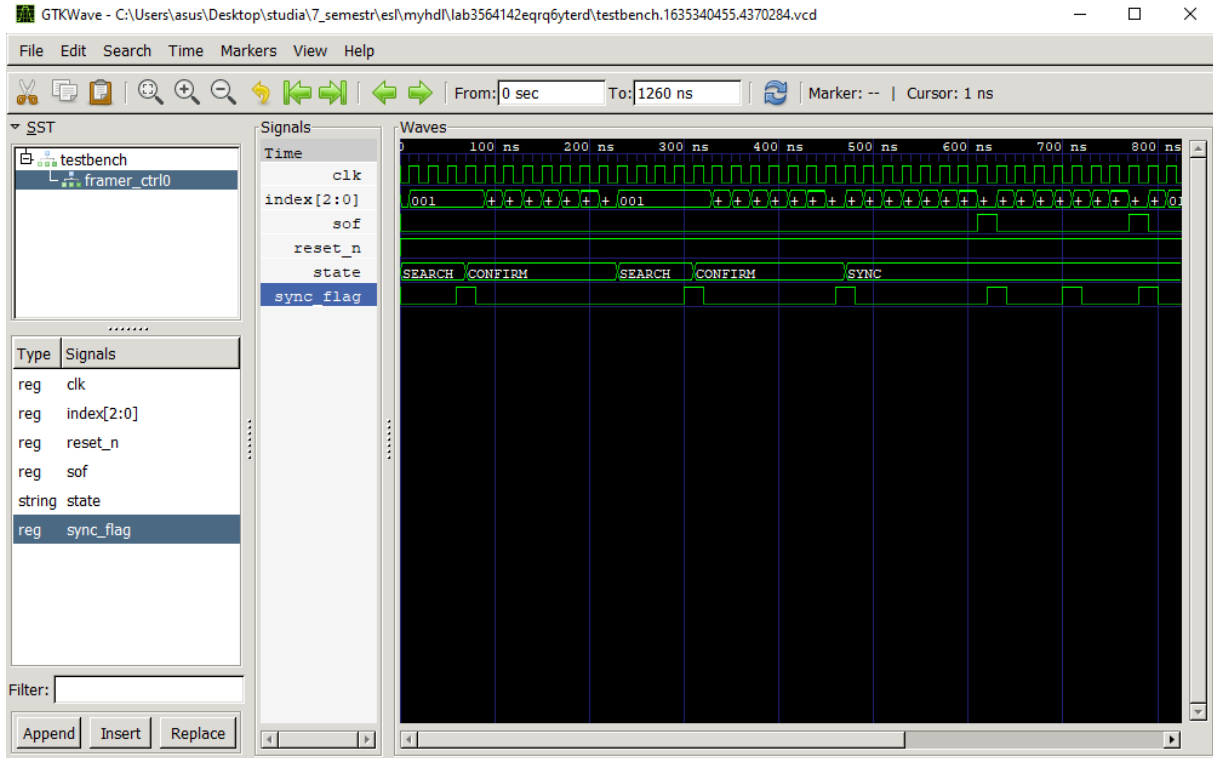 GTKWave - C:\Users\asus\Desktop\studia\7_semestr\esl\myhdl\lab3564142eqrq6yterd\testbench.1635340455.4370284.vcd
File Edit Search Time Markers View Help
From: 0 sec To: 1260 ns Marker: -- | Cursor: 1 ns
SST
testbench
framer_ctrl0
Type Signals
reg clk
reg index[2:0]
reg reset_n
reg sof
string state
reg sync_flag
Filter:
Append Insert Replace
Signals
Time
clk
index[2:0]
sof
reset_n
state
sync_flag
Waves
100 ns 200 ns 300 ns 400 ns 500 ns 600 ns 700 ns 800 ns
001 + + + + + + + 001 + + + + + + + + + + + + + + + + + + + + + + + +
SEARCH CONFIRM SEARCH CONFIRM SYNC